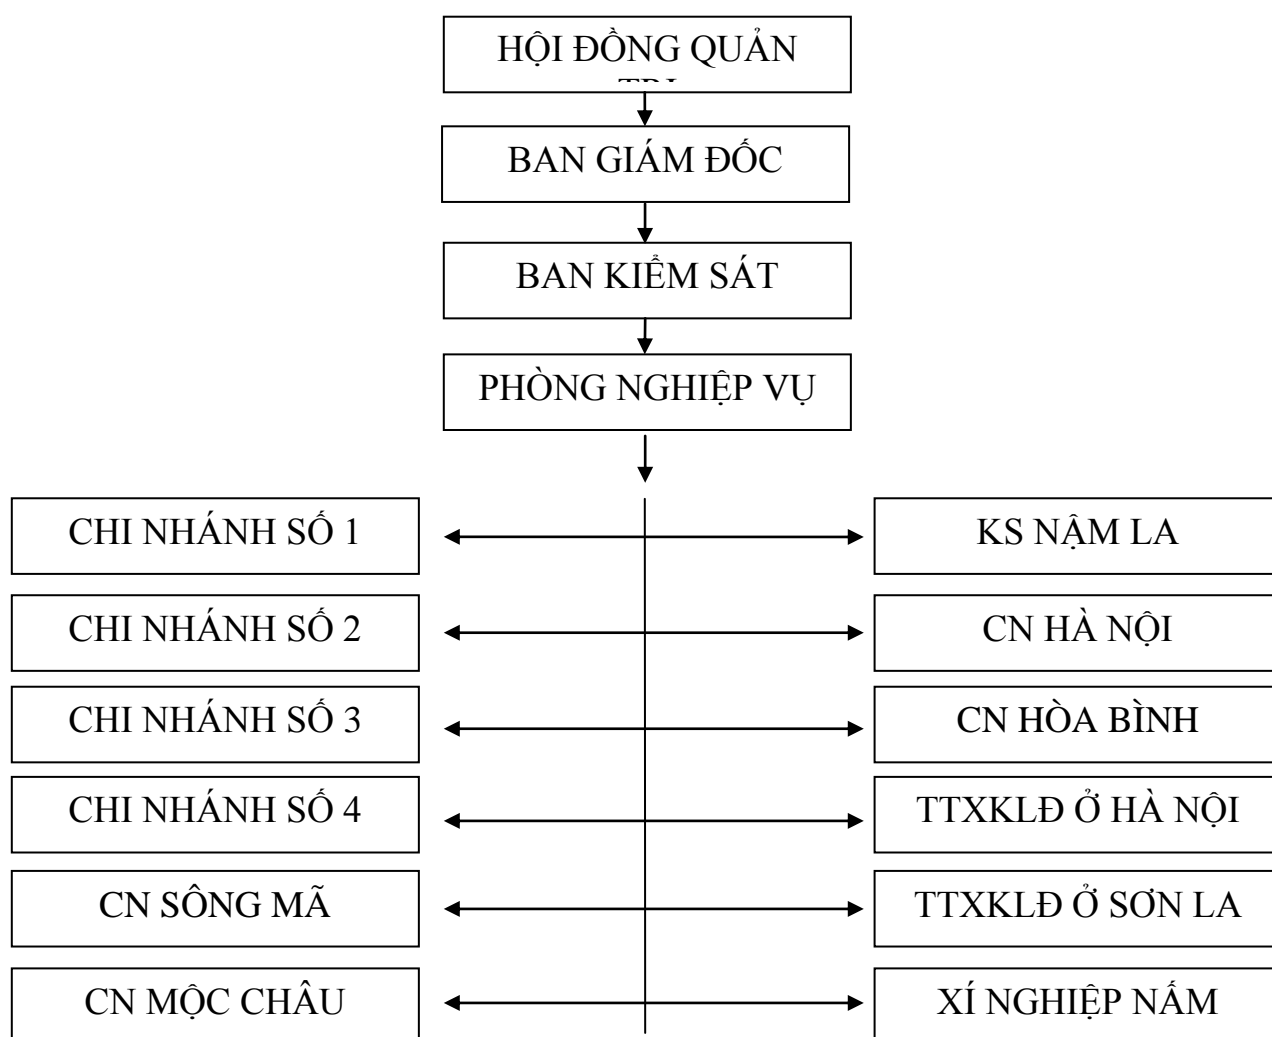 HỘI ĐỒNG QUẢN
BAN GIÁM ĐỐC
BAN KIỂM SÁT
PHÒNG NGHIỆP VỤ
CHI NHÁNH SỐ 1
KS NẬM LA
CHI NHÁNH SỐ 2
CN HÀ NỘI
CHI NHÁNH SỐ 3
CN HÒA BÌNH
CHI NHÁNH SỐ 4
TTXKLĐ Ở HÀ NỘI
CN SÔNG MÃ
TTXKLĐ Ở SƠN LA
CN MỘC CHÂU
XÍ NGHIỆP NẤM